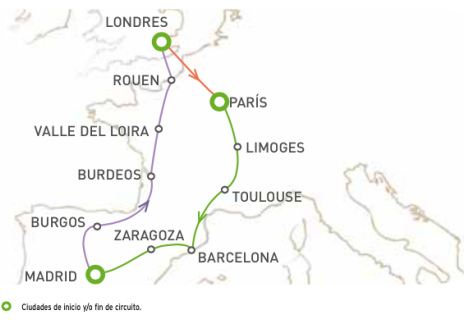 LONDRES
ROUEN
PARÍS
VALLE DEL LOIRA
LIMOGES
BURDEOS
TOULOUSE
BURGOS
ZARAGOZA
BARCELONA
MADRID
Ciudades de inicio y/o fin de circuito.